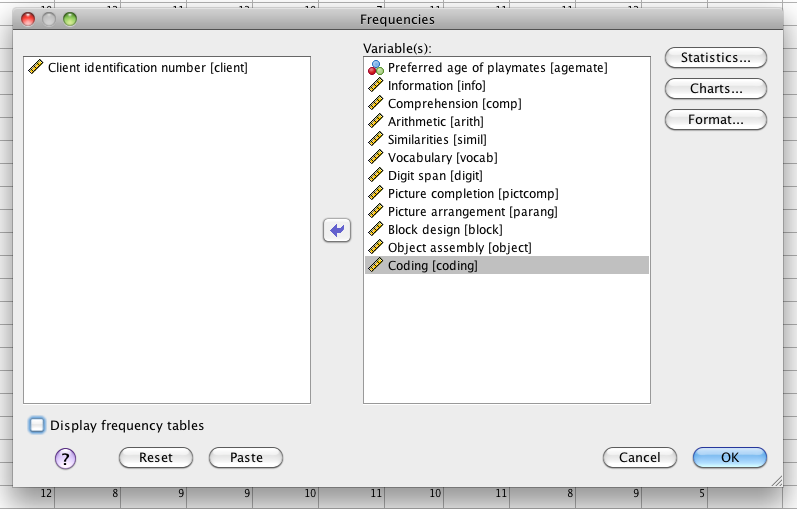 Frequencies
Variable(s):
Client identification number [client]
Preferred age of playmates [agemate]
Information [info]
Comprehension [comp]
Arithmetic [arith]
Similarities [simil]
Vocabulary [vocab]
Digit span [digit]
Picture completion [pictcomp]
Picture arrangement [parang]
Block design [block]
Object assembly [object]
Coding [coding]
Statistics...
Charts...
Format...
Display frequency tables
? Reset Paste Cancel OK
12 8 9 9 10 11 10 11 8 9 5